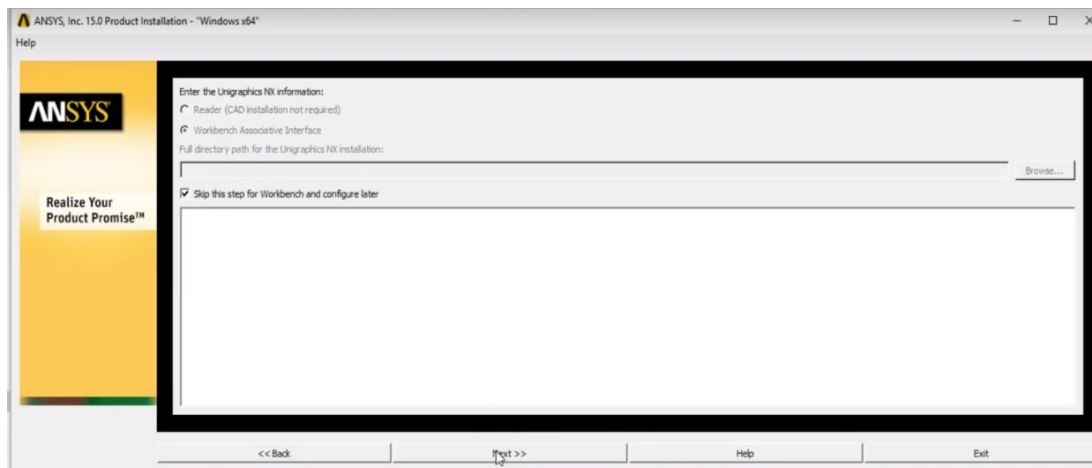 ANSYS, Inc. 15.0 Product Installation - "Windows x64"
Help
ANSYS
Realize Your
Product Promise™
Enter the Unigraphics NX information:
Reader (CAD installation not required)
Workbench Associative Interface
Full directory path for the Unigraphics NX installation:
Browse...
Skip this step for Workbench and configure later
<< Back
Next >>
Help
Exit